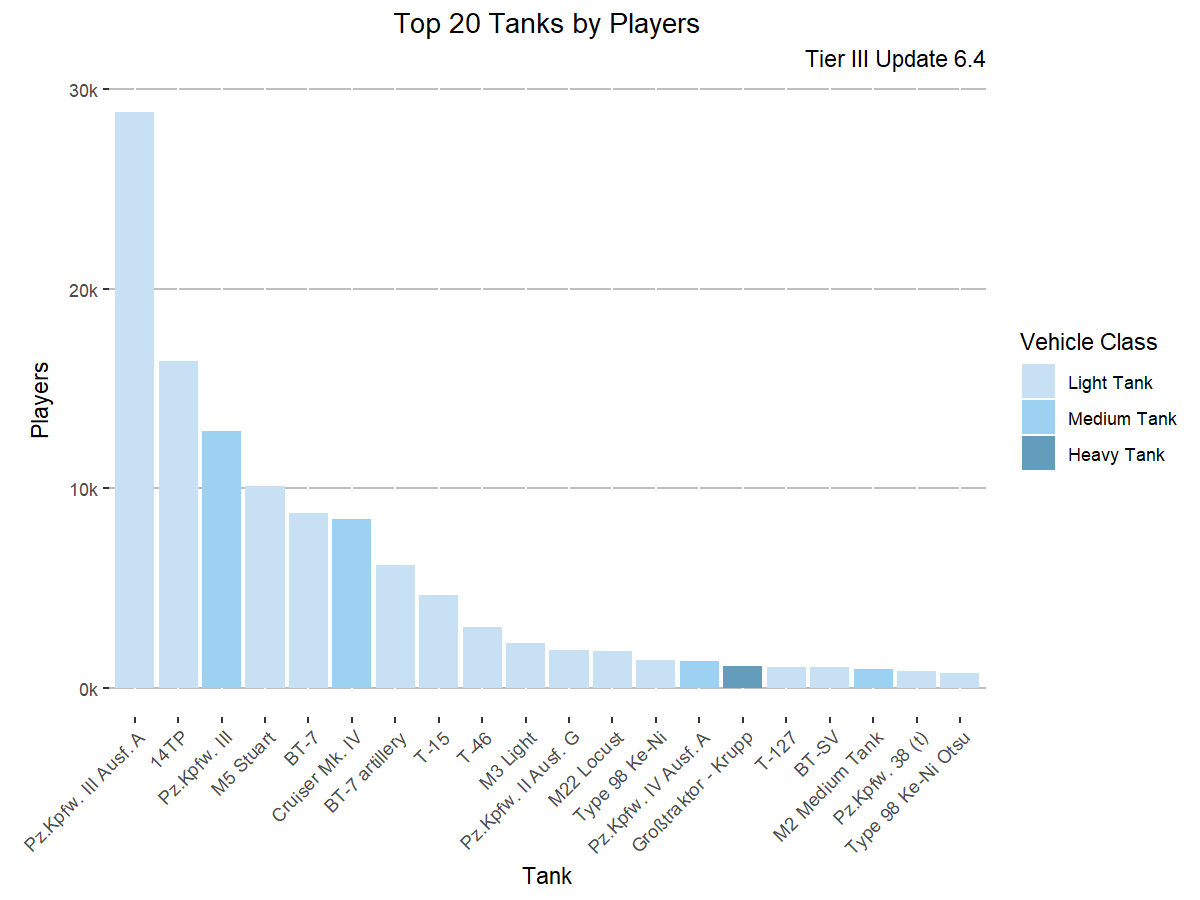 Top 20 Tanks by Players
Tier III Update 6.4
30k
20k
10k
0k
Players
Pz.Kpfw. III Ausf. A
14TP
Pz.Kpfw. III
M5 Stuart
BT-7
Cruiser Mk. IV
BT-7 artillery
T-15
T-46
M3 Light
Pz.Kpfw. II Ausf. G
M22 Locust
Type 98 Ke-Ni
Pz.Kpfw. IV Ausf. A
Großtraktor - Krupp
T-127
BT-SV
M2 Medium Tank
Pz.Kpfw. 38 (t)
Type 98 Ke-Ni Otsu
Tank
Vehicle Class
Light Tank
Medium Tank
Heavy Tank